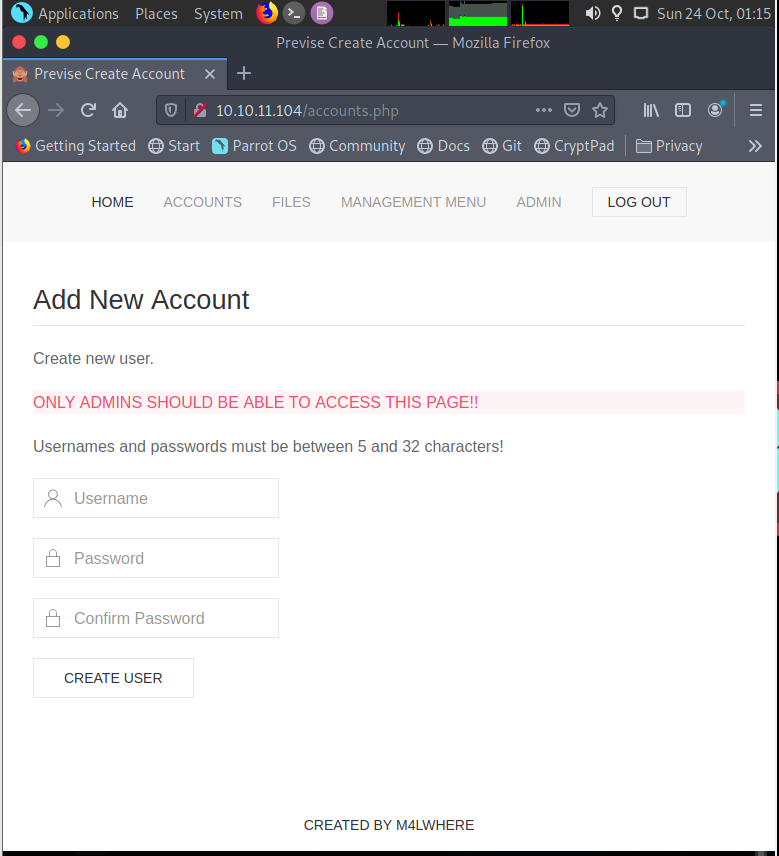 Applications Places System Sun 24 Oct, 01:15
Previse Create Account — Mozilla Firefox
Previse Create Account
10.10.11.104/accounts.php
Getting Started Start Parrot OS Community Docs Git CryptPad Privacy
HOME ACCOUNTS FILES MANAGEMENT MENU ADMIN LOG OUT
Add New Account
Create new user.
ONLY ADMINS SHOULD BE ABLE TO ACCESS THIS PAGE!!
Usernames and passwords must be between 5 and 32 characters!
Username
Password
Confirm Password
CREATE USER
CREATED BY M4LWHERE